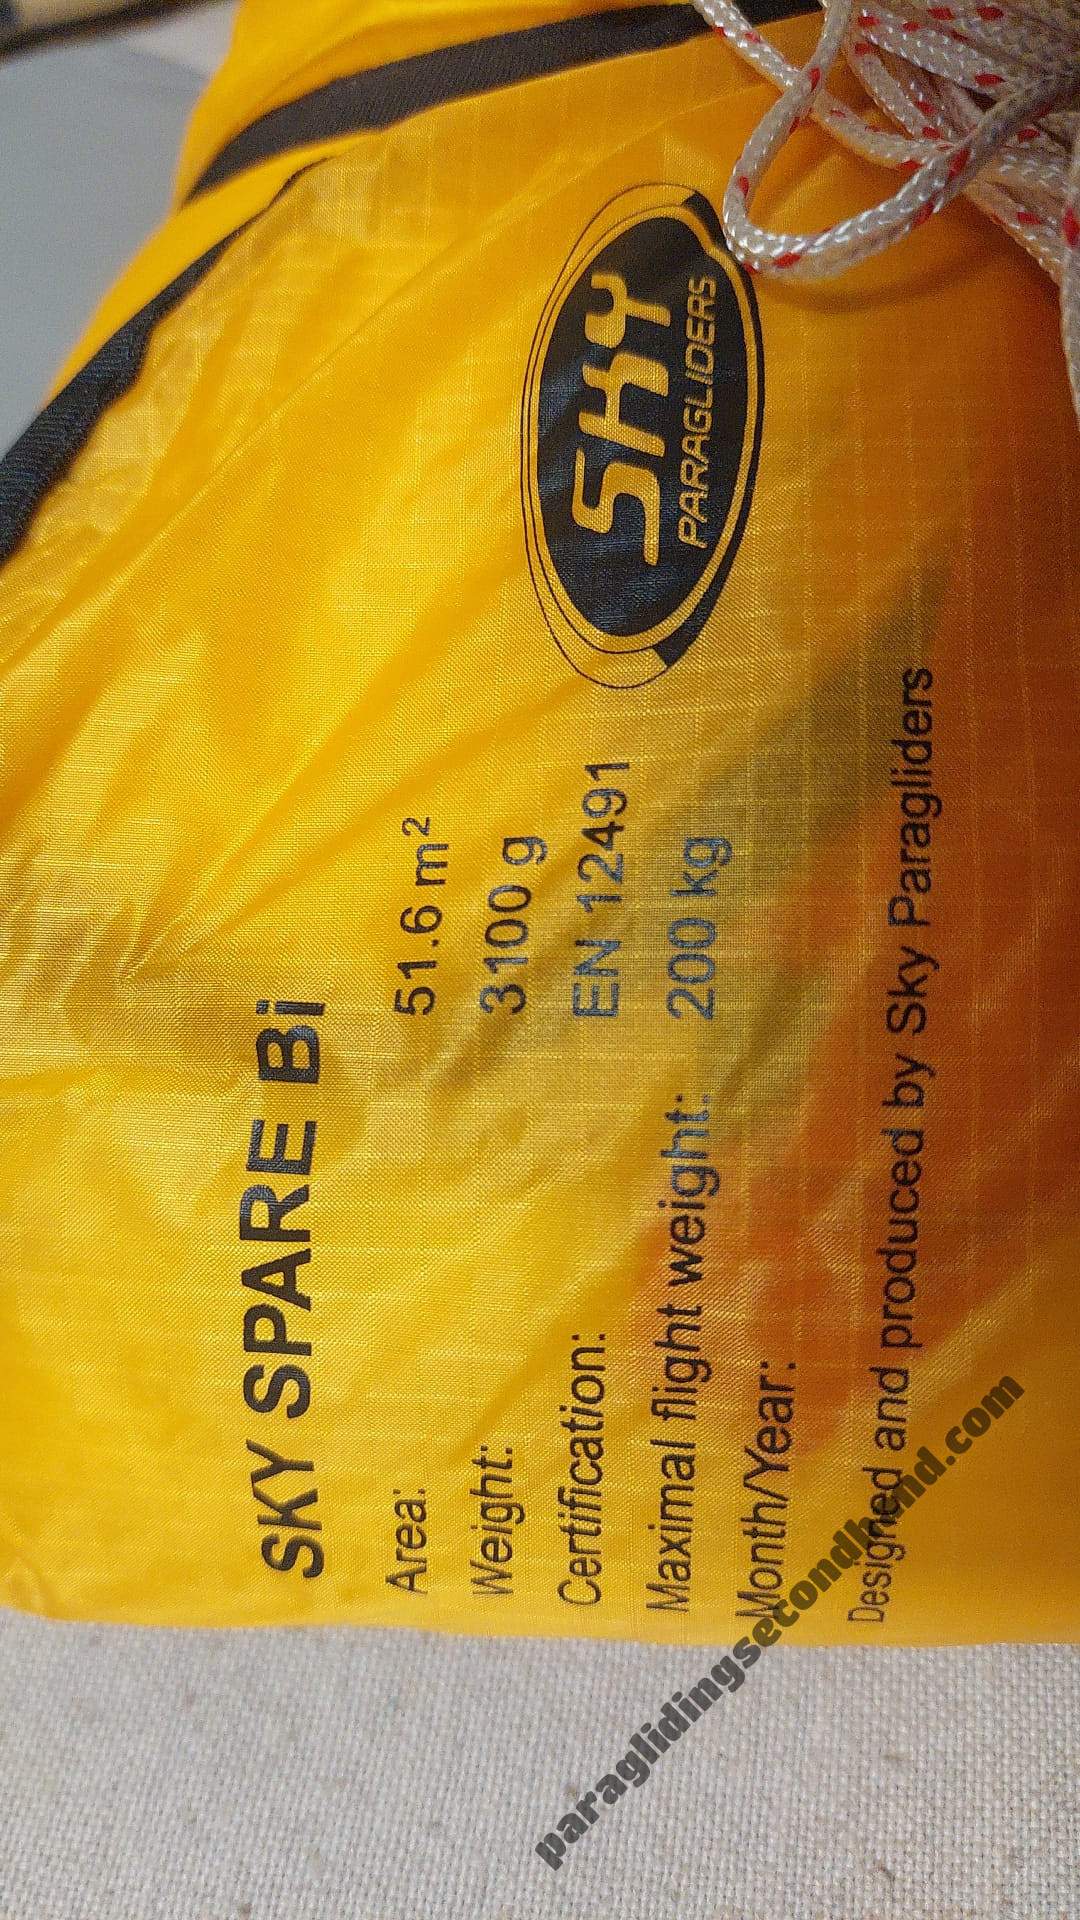 SKY SPARE Bi
Area: 51.6 m²
Weight: 3100 g
Certification: EN 12491
Maximal flight weight: 200 kg
Month/Year:
Designed and produced by Sky Paragliders
SKY
PARAGLIDERS
paraglidingsecondhand.com